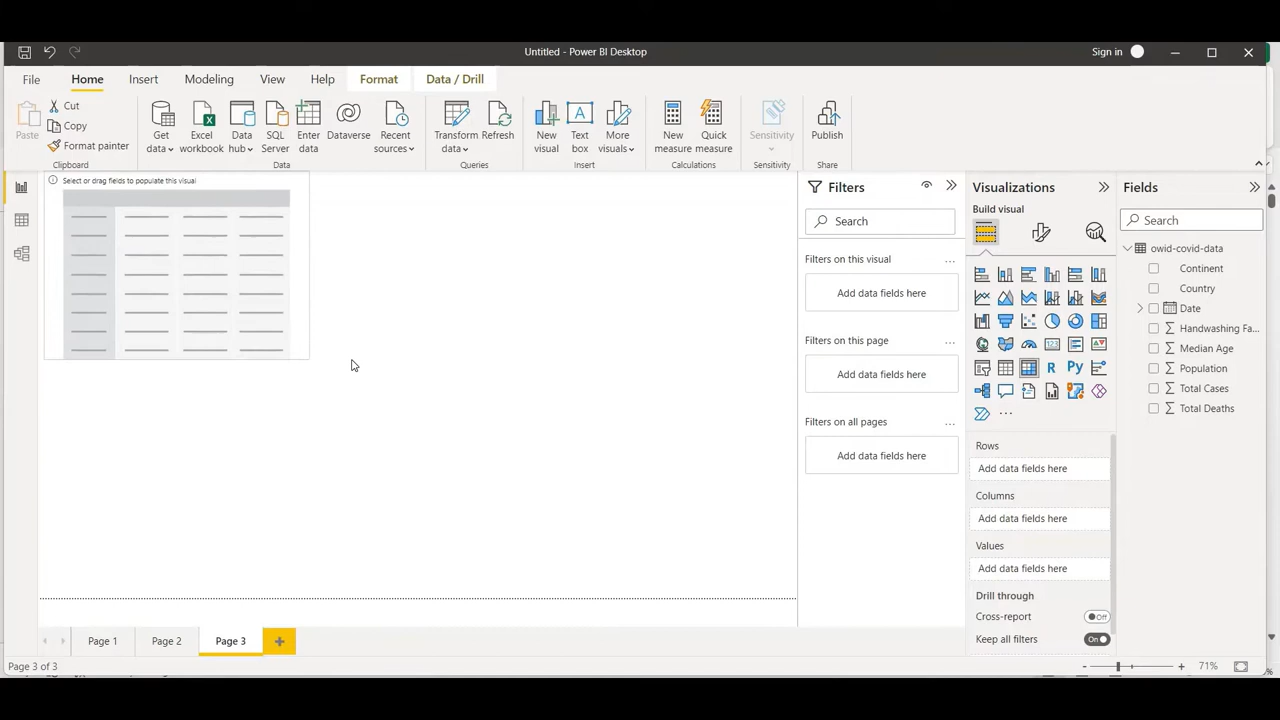 Untitled - Power BI Desktop
Sign in
File
Home
Insert
Modeling
View
Help
Format
Data / Drill
Paste
Cut
Copy
Format painter
Clipboard
Get data
Excel workbook
Data hub
SQL Server
Enter data
Dataverse
Recent sources
Data
Transform data
Refresh
Queries
New visual
Text box
More visuals
Insert
New measure
Quick measure
Calculations
Sensitivity
Sensitivity
Publish
Share
Select or drag fields to populate this visual
Filters
Search
Filters on this visual
...
Add data fields here
Filters on this page
...
Add data fields here
Filters on all pages
...
Add data fields here
Visualizations
Build visual
R
Py
...
Rows
Add data fields here
Columns
Add data fields here
Values
Add data fields here
Drill through
Cross-report
Off
Keep all filters
On
Fields
Search
owid-covid-data
Continent
Country
Date
Handwashing Fa...
Median Age
Population
Total Cases
Total Deaths
Page 1
Page 2
Page 3
Page 3 of 3
71%